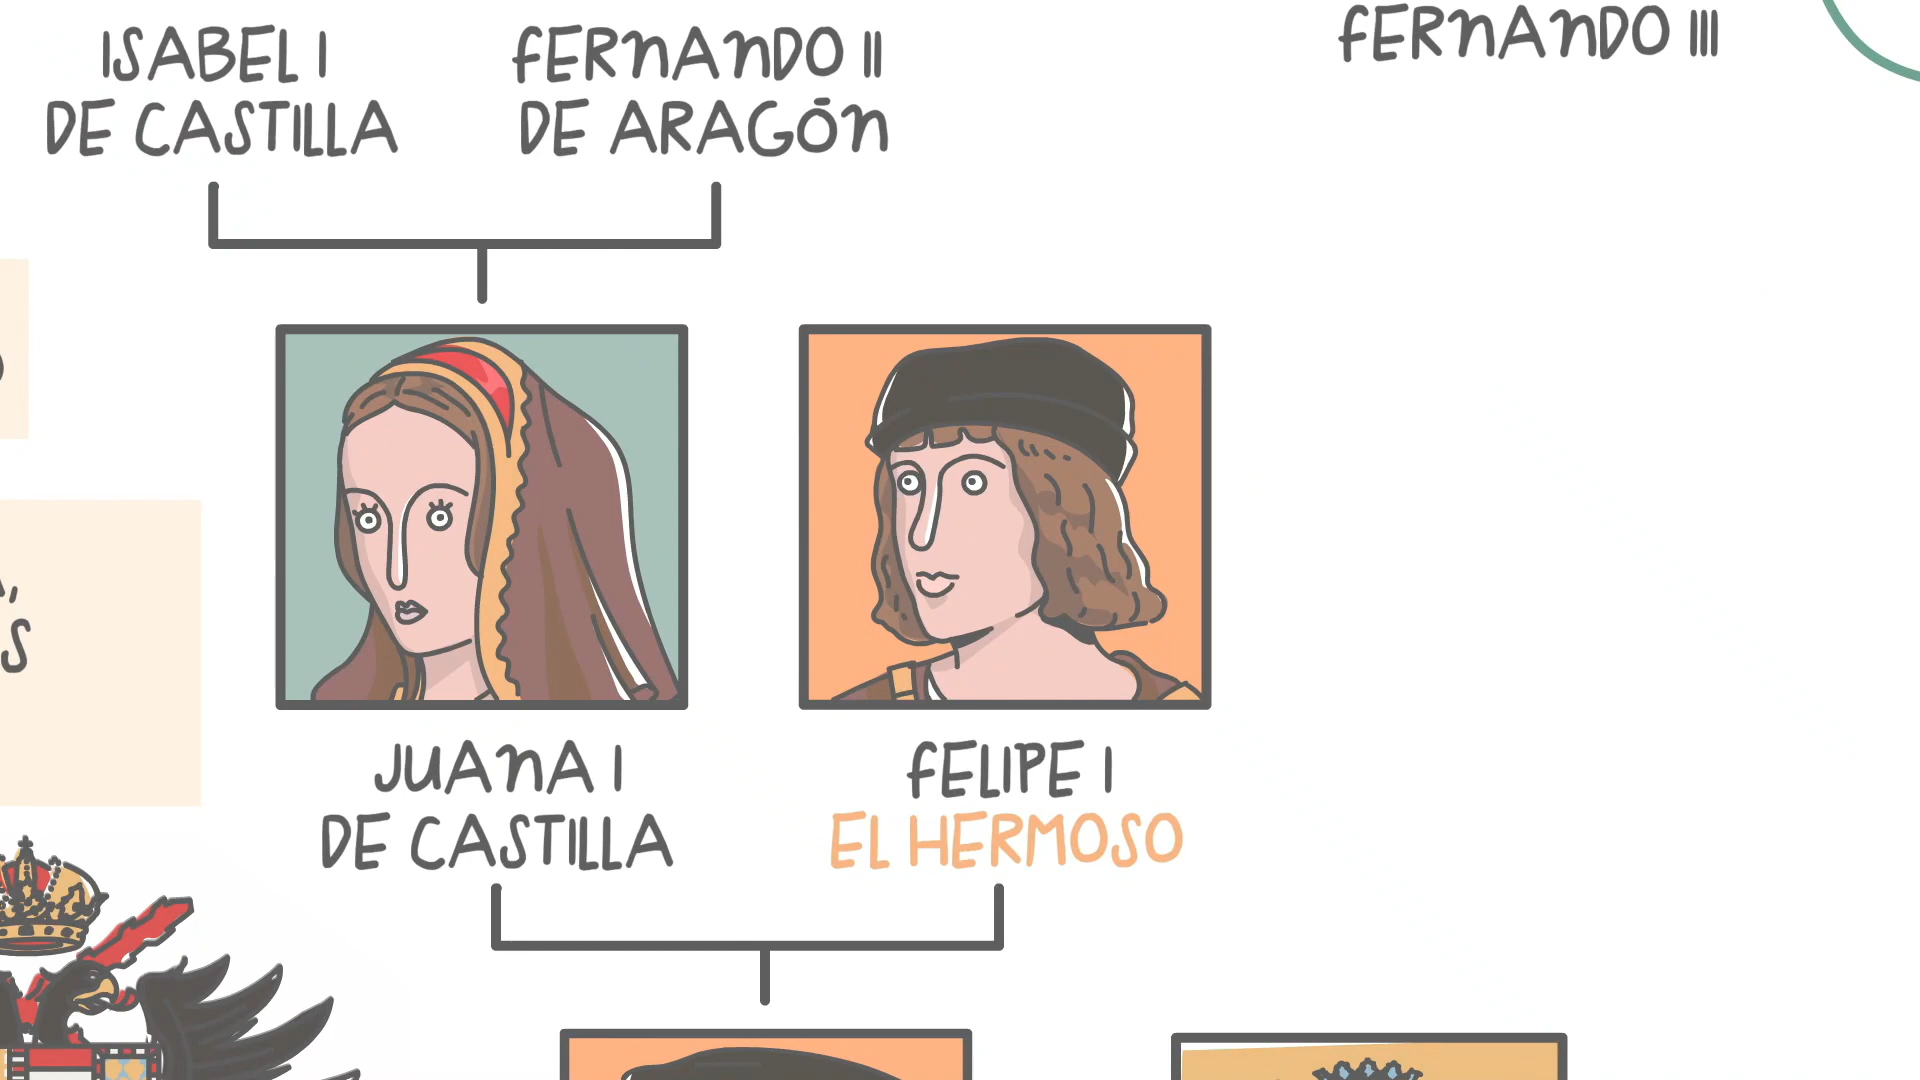 ISABEL I
DE CASTILLA
FERNANDO II
DE ARAGÓN
FERNANDO III
JUANA I
DE CASTILLA
FELIPE I
EL HERMOSO